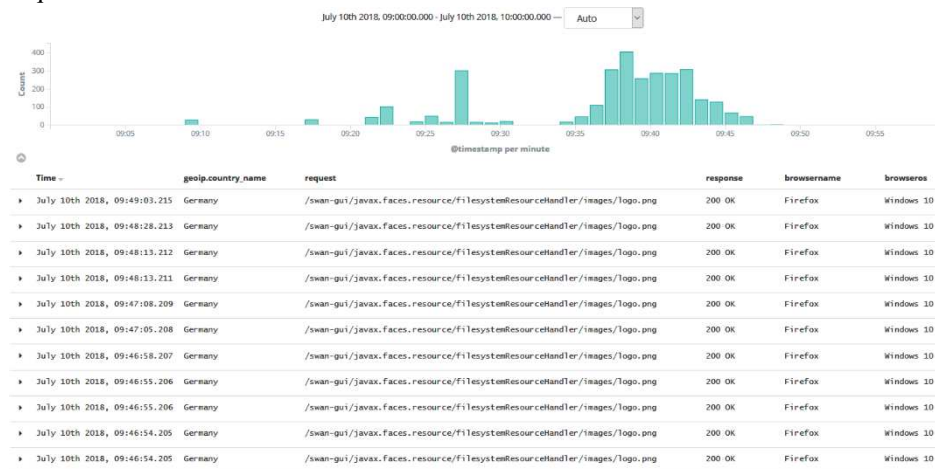 July 10th 2018, 09:00:00.000 - July 10th 2018, 10:00:00.000 — Auto
400
300
200
100
0
Count
09:05 09:10 09:15 09:20 09:25 09:30 09:35 09:40 09:45 09:50 09:55
@timestamp per minute
Time geoip.country_name request response browsername browseros
July 10th 2018, 09:49:03.215 Germany /swan-gui/javax.faces.resource/filesystemResourceHandler/images/logo.png 200 OK Firefox Windows 10
July 10th 2018, 09:48:28.213 Germany /swan-gui/javax.faces.resource/filesystemResourceHandler/images/logo.png 200 OK Firefox Windows 10
July 10th 2018, 09:48:13.212 Germany /swan-gui/javax.faces.resource/filesystemResourceHandler/images/logo.png 200 OK Firefox Windows 10
July 10th 2018, 09:48:13.211 Germany /swan-gui/javax.faces.resource/filesystemResourceHandler/images/logo.png 200 OK Firefox Windows 10
July 10th 2018, 09:47:08.209 Germany /swan-gui/javax.faces.resource/filesystemResourceHandler/images/logo.png 200 OK Firefox Windows 10
July 10th 2018, 09:47:05.208 Germany /swan-gui/javax.faces.resource/filesystemResourceHandler/images/logo.png 200 OK Firefox Windows 10
July 10th 2018, 09:46:58.207 Germany /swan-gui/javax.faces.resource/filesystemResourceHandler/images/logo.png 200 OK Firefox Windows 10
July 10th 2018, 09:46:55.206 Germany /swan-gui/javax.faces.resource/filesystemResourceHandler/images/logo.png 200 OK Firefox Windows 10
July 10th 2018, 09:46:55.206 Germany /swan-gui/javax.faces.resource/filesystemResourceHandler/images/logo.png 200 OK Firefox Windows 10
July 10th 2018, 09:46:54.205 Germany /swan-gui/javax.faces.resource/filesystemResourceHandler/images/logo.png 200 OK Firefox Windows 10
July 10th 2018, 09:46:54.205 Germany /swan-gui/javax.faces.resource/filesystemResourceHandler/images/logo.png 200 OK Firefox Windows 10